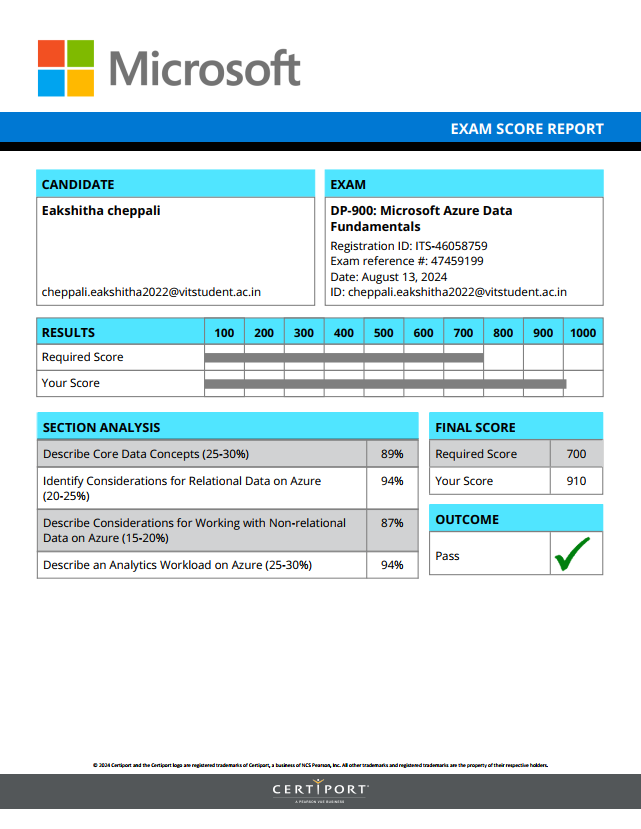 Microsoft
EXAM SCORE REPORT
CANDIDATE
Eakshitha cheppali
cheppali.eakshitha2022@vitstudent.ac.in
EXAM
DP-900: Microsoft Azure Data
Fundamentals
Registration ID: ITS-46058759
Exam reference #: 47459199
Date: August 13, 2024
ID: cheppali.eakshitha2022@vitstudent.ac.in
RESULTS 100 200 300 400 500 600 700 800 900 1000
Required Score
Your Score
SECTION ANALYSIS
Describe Core Data Concepts (25-30%) 89%
Identify Considerations for Relational Data on Azure 94%
(20-25%)
Describe Considerations for Working with Non-relational 87%
Data on Azure (15-20%)
Describe an Analytics Workload on Azure (25-30%) 94%
FINAL SCORE
Required Score 700
Your Score 910
OUTCOME
Pass
© 2024 Certiport and the Certiport logo are registered trademarks of Certiport, a business of NCS Pearson, Inc. All other trademarks and registered trademarks are the property of their respective holders.
CERTIPORT
A PEARSON VUE BUSINESS